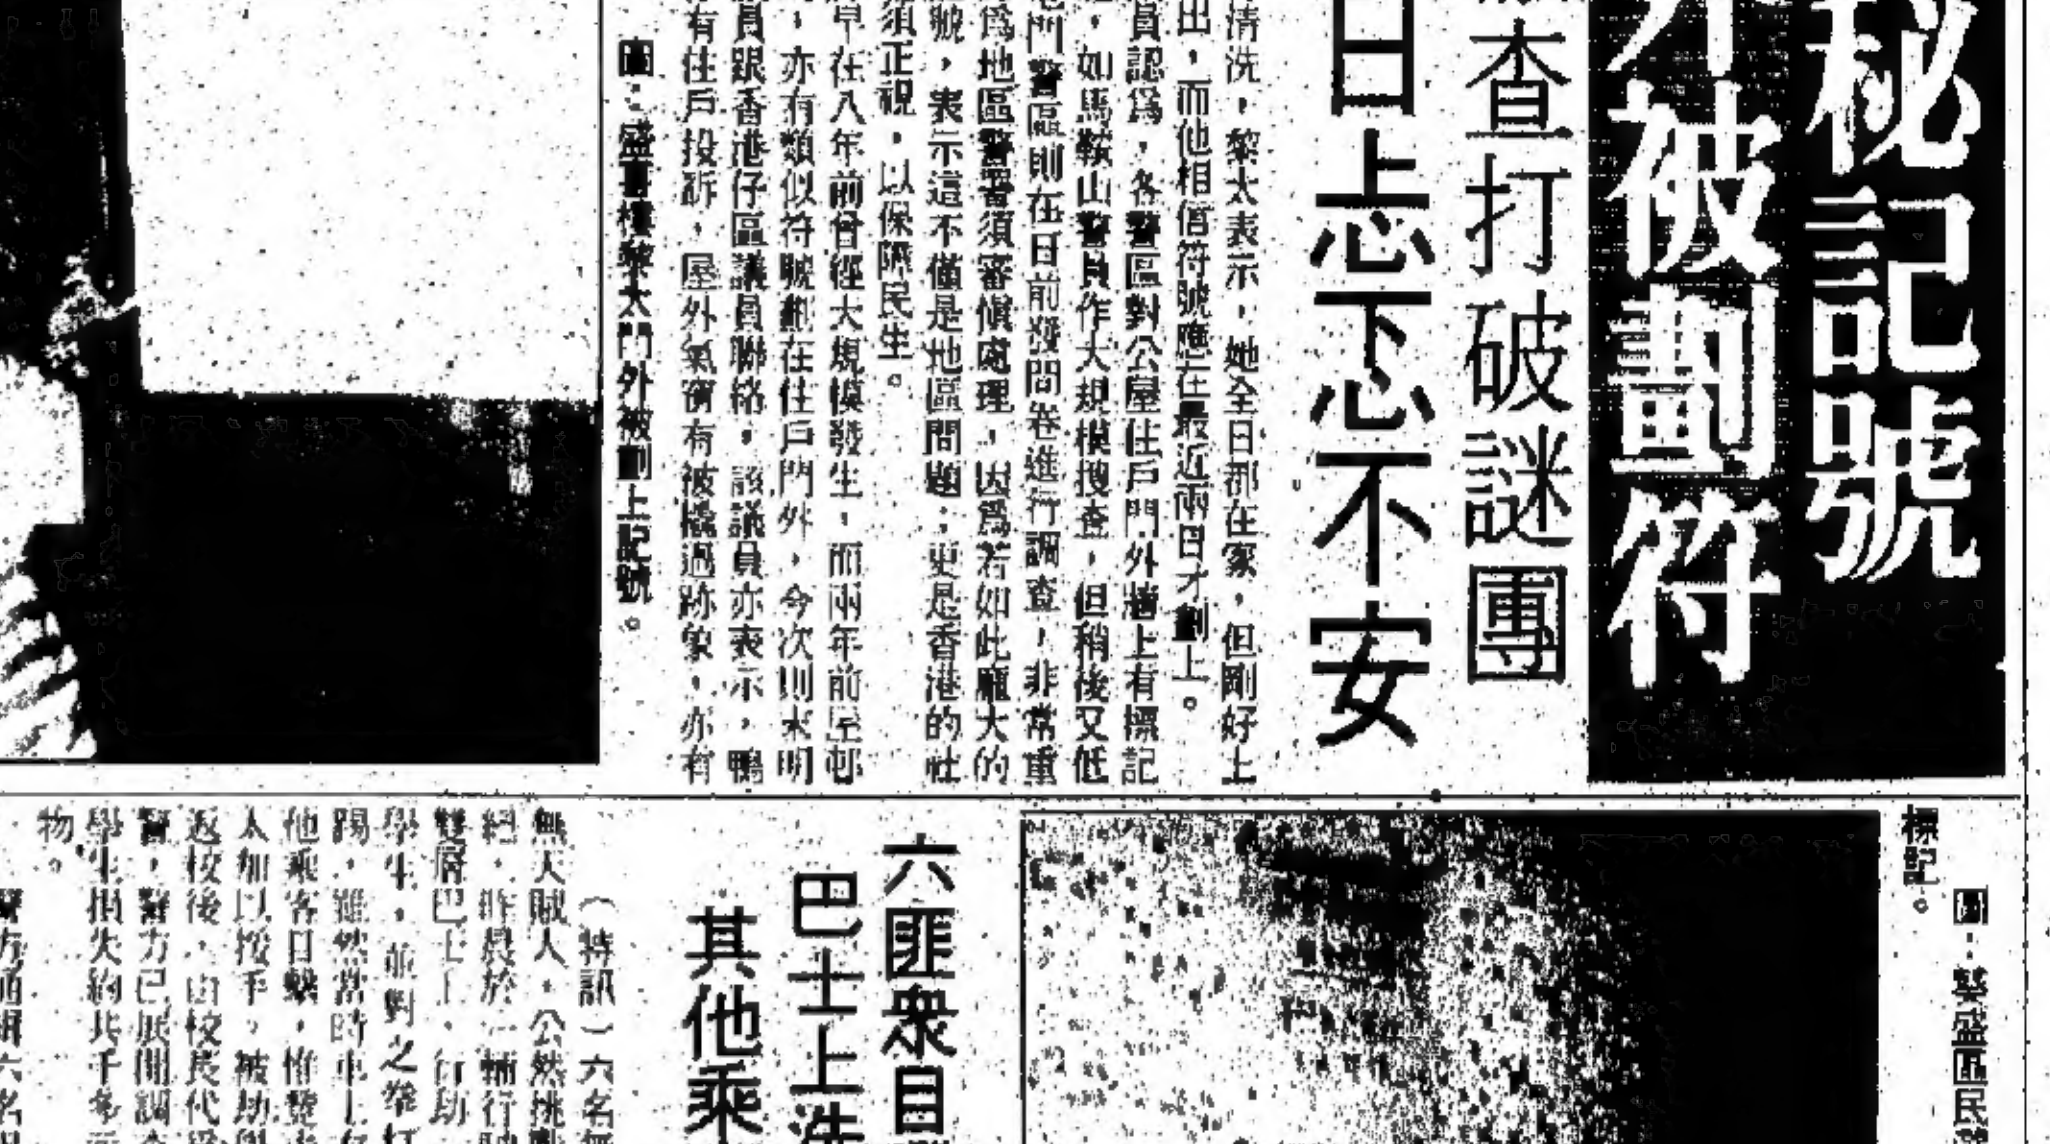 秘記號
被劃符
查打破謎團
日忐忑不安
清洗，黎太表示，她全日都在家，但剛好上
出，而他相信符號應在最近兩日才劃上。
員認爲，各警區對公屋住戶門外牆上有標記
，如馬鞍山警員作大規模搜查，但稍後又低
門警區則在日前發問卷進行調查，非常重
爲地區警署須審愼處理，因爲若如此龐大的
號，表示這不僅是地區問題，更是香港的社
須正視，以保障民生。
早在八年前曾經大規模發生，而兩年前屋邨
，亦有類似符號劃在住戶門外，今次則未明
員跟香港仔區議員聯絡，該議員亦表示，鴨
有住戶投訴，屋外氣窗有被撬過跡象，亦有
圖：盛喜樓黎太門外被劃上記號。
圖：葵盛區民
標記。
六匪衆目
巴士上
其他乘
（特訊）六名
無天賊人，公然挑
絕，昨晨於一輛行
雙層巴士上，行劫
學生，並對之拳打
踢，雖然當時車上
他乘客目擊，惟
太加以援手。被劫
返校後，由校長代
警，警方已展開調
學生損失約共千多
物。